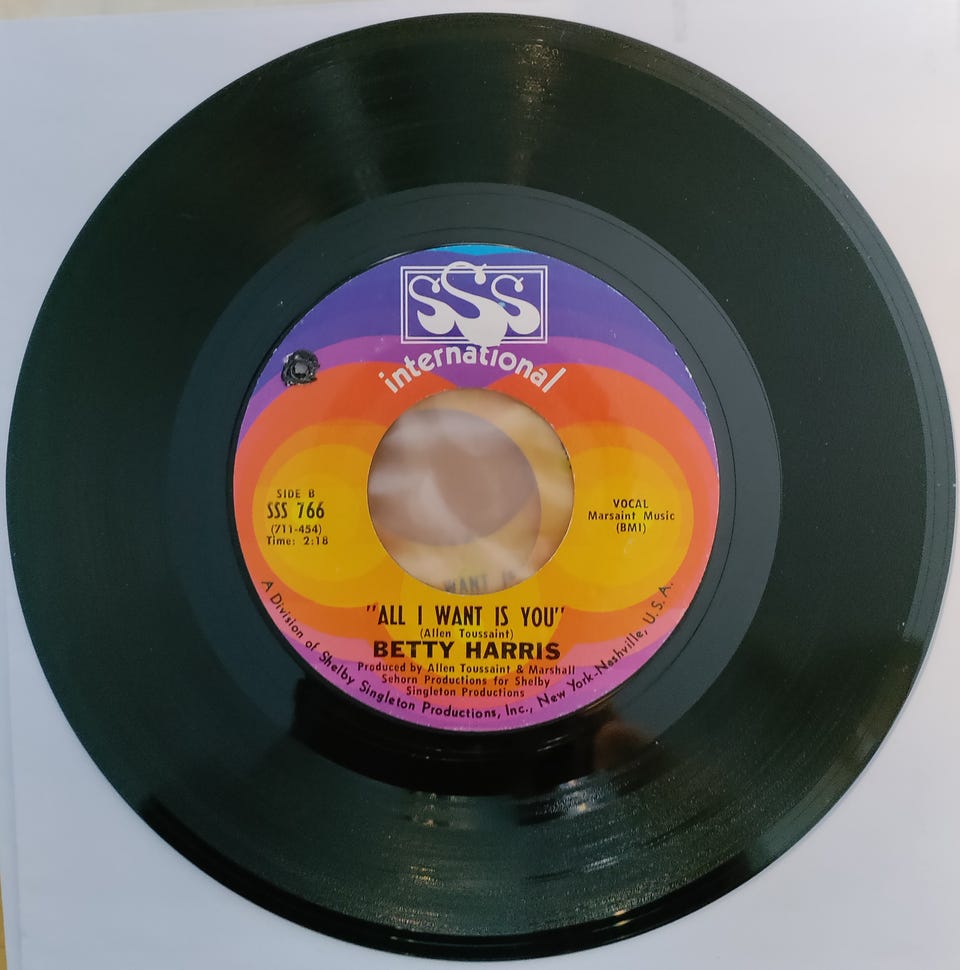 SSS
international
SIDE B
SSS 766
(711-454)
Time: 2:18
VOCAL
Marsaint Music
(BMI)
WANT
"ALL I WANT IS YOU"
(Allen Toussaint)
BETTY HARRIS
Produced by Allen Toussaint & Marshall
Sehorn Productions for Shelby
Singleton Productions
A Division of Shelby Singleton Productions, Inc., New York-Nashville, U.S.A.